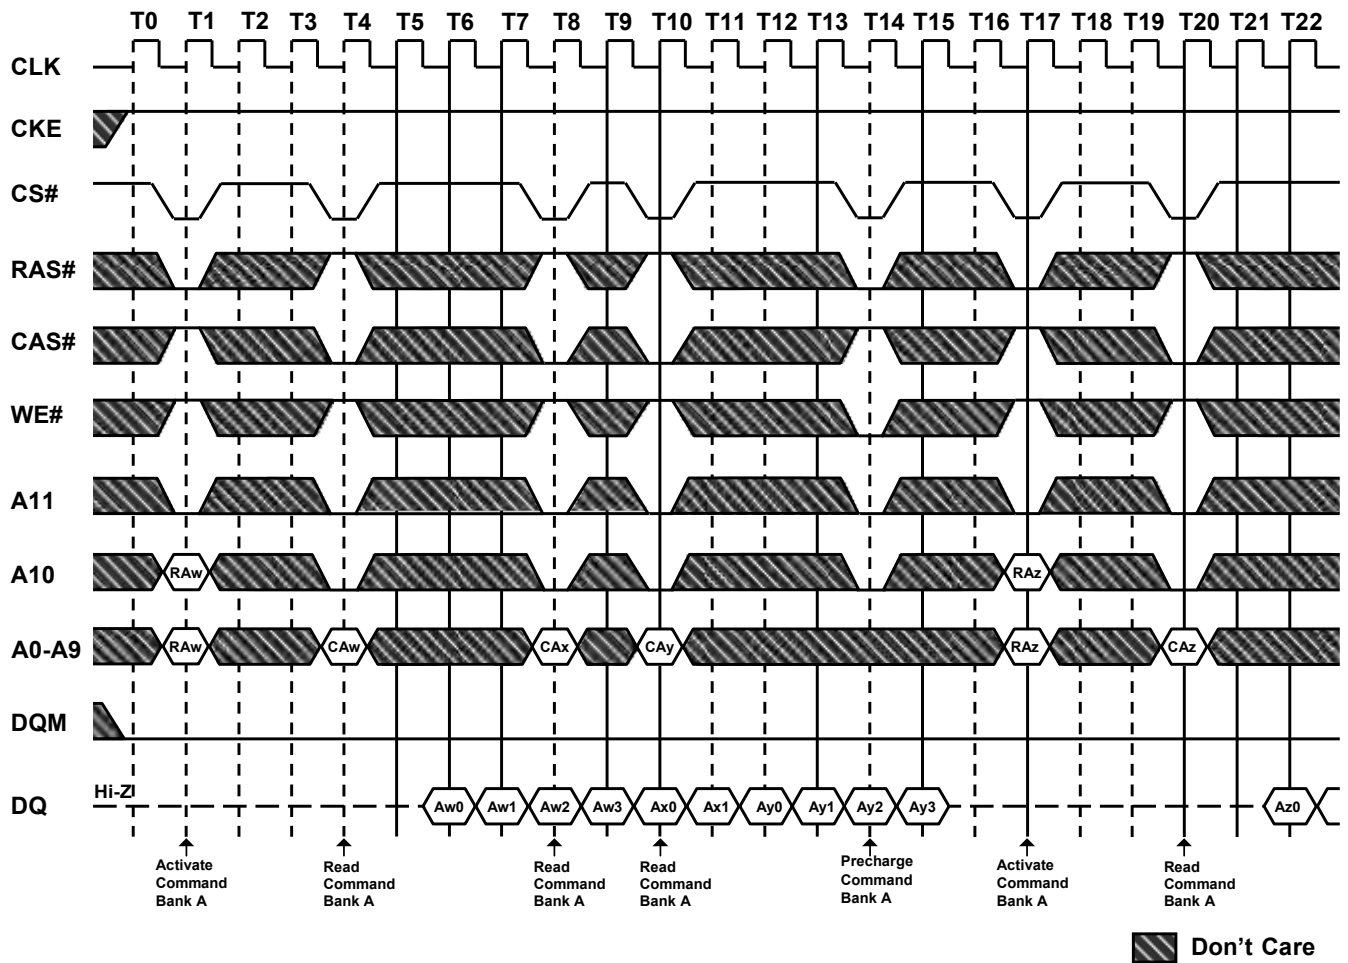 T0 T1 T2 T3 T4 T5 T6 T7 T8 T9 T10 T11 T12 T13 T14 T15 T16 T17 T18 T19 T20 T21 T22
CLK
CKE
CS#
RAS#
CAS#
WE#
A11
A10 RAw RAz
A0-A9 RAw CAw CAx CAy RAz CAz
DQM
Hi-Z
DQ Aw0 Aw1 Aw2 Aw3 Ax0 Ax1 Ay0 Ay1 Ay2 Ay3 Az0
Activate
Command
Bank A
Read
Command
Bank A
Read
Command
Bank A
Read
Command
Bank A
Precharge
Command
Bank A
Activate
Command
Bank A
Read
Command
Bank A
Don't Care